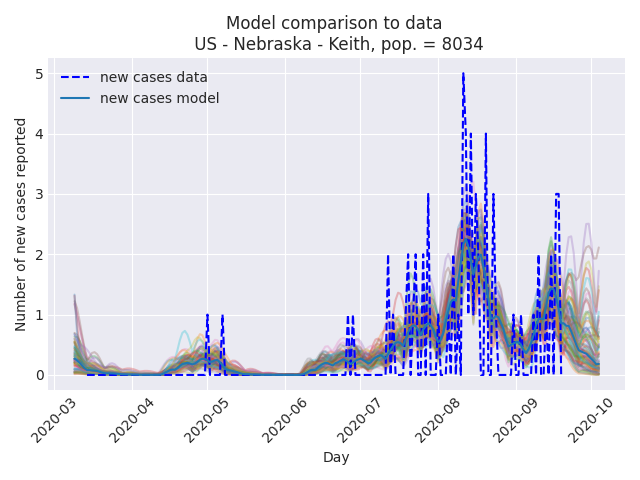 Model comparison to data
US - Nebraska - Keith, pop. = 8034
new cases data
new cases model
Number of new cases reported
5
4
3
2
1
0
2020-03
2020-04
2020-05
2020-06
2020-07
2020-08
2020-09
2020-10
Day